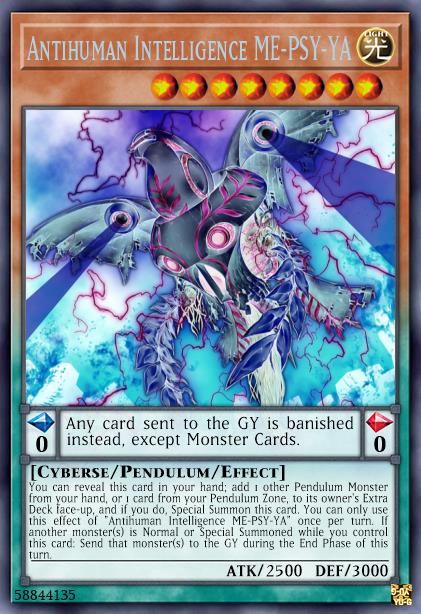 Antihuman Intelligence ME-PSY-YA
LIGHT
光
Any card sent to the GY is banished
instead, except Monster Cards.
0
0
[Cyberse/Pendulum/Effect]
You can reveal this card in your hand; add 1 other Pendulum Monster
from your hand, or 1 card from your Pendulum Zone, to its owner's Extra
Deck face-up, and if you do, Special Summon this card. You can only use
this effect of "Antihuman Intelligence ME-PSY-YA" once per turn. If
another monster(s) is Normal or Special Summoned while you control
this card: Send that monster(s) to the GY during the End Phase of this
turn.
ATK/2500 DEF/3000
58844135